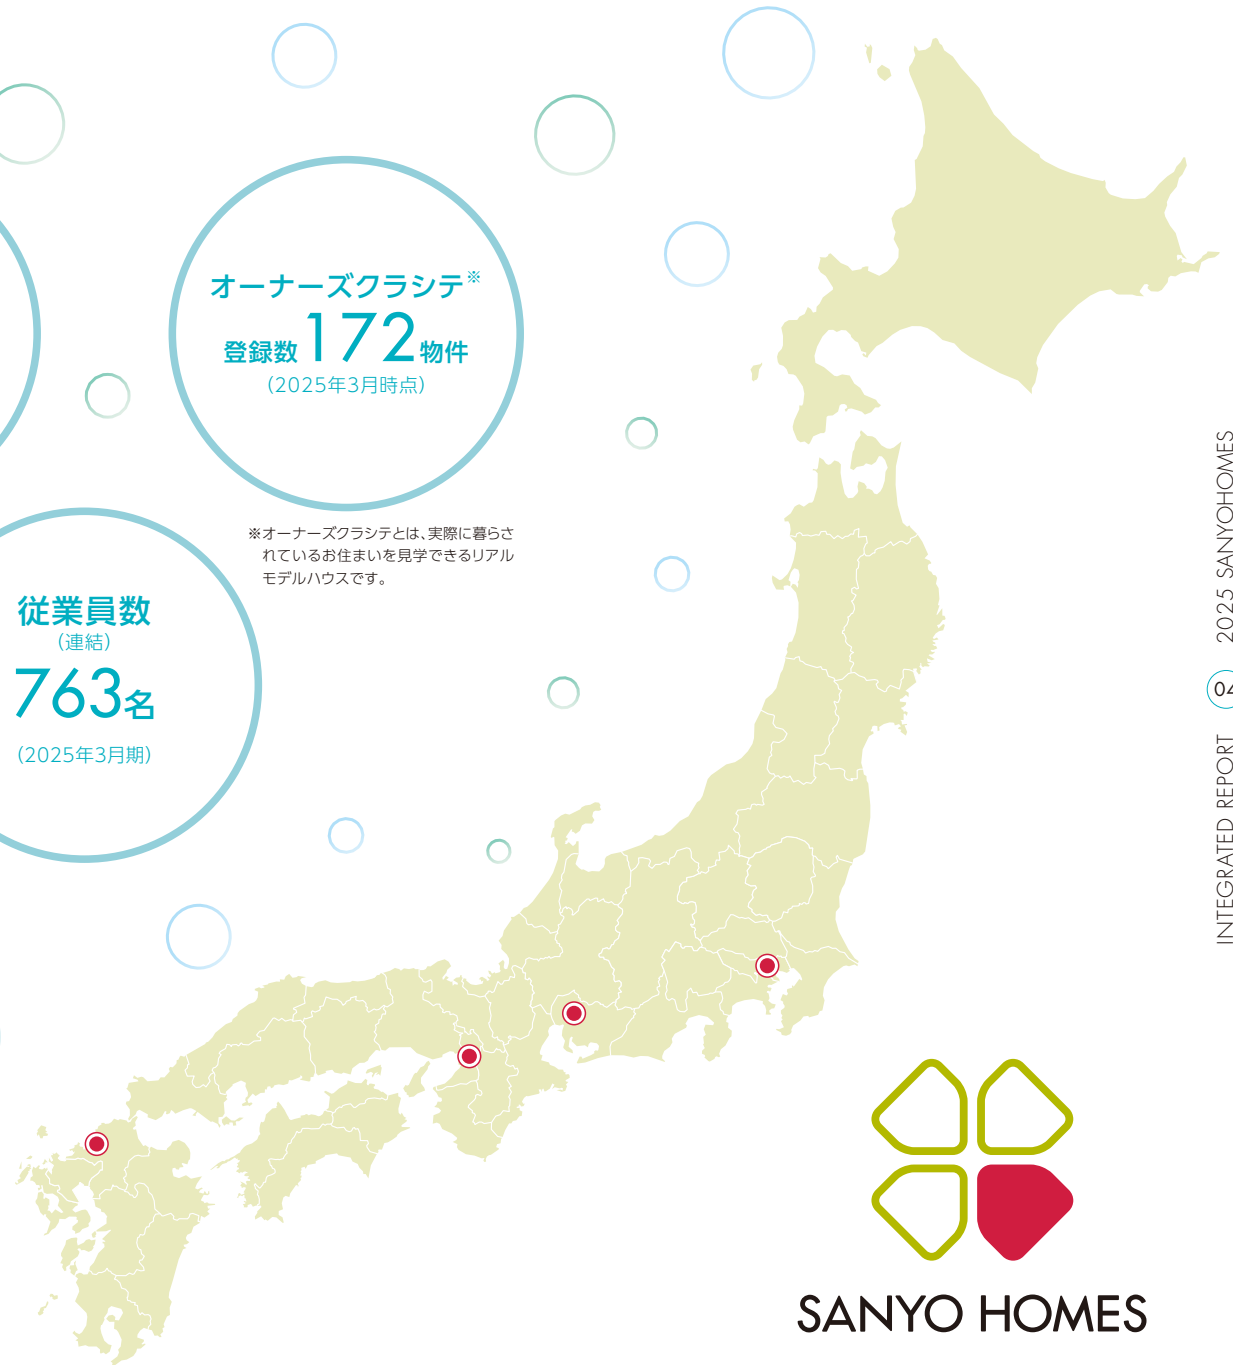 オーナーズクラシテ※
登録数172物件
（2025年3月時点）
※オーナーズクラシテとは、実際に暮らさ
れているお住まいを見学できるリアル
モデルハウスです。
従業員数
（連結）
763名
（2025年3月期）
2025 SANYOHOMES
04
INTEGRATED REPORT
SANYO HOMES